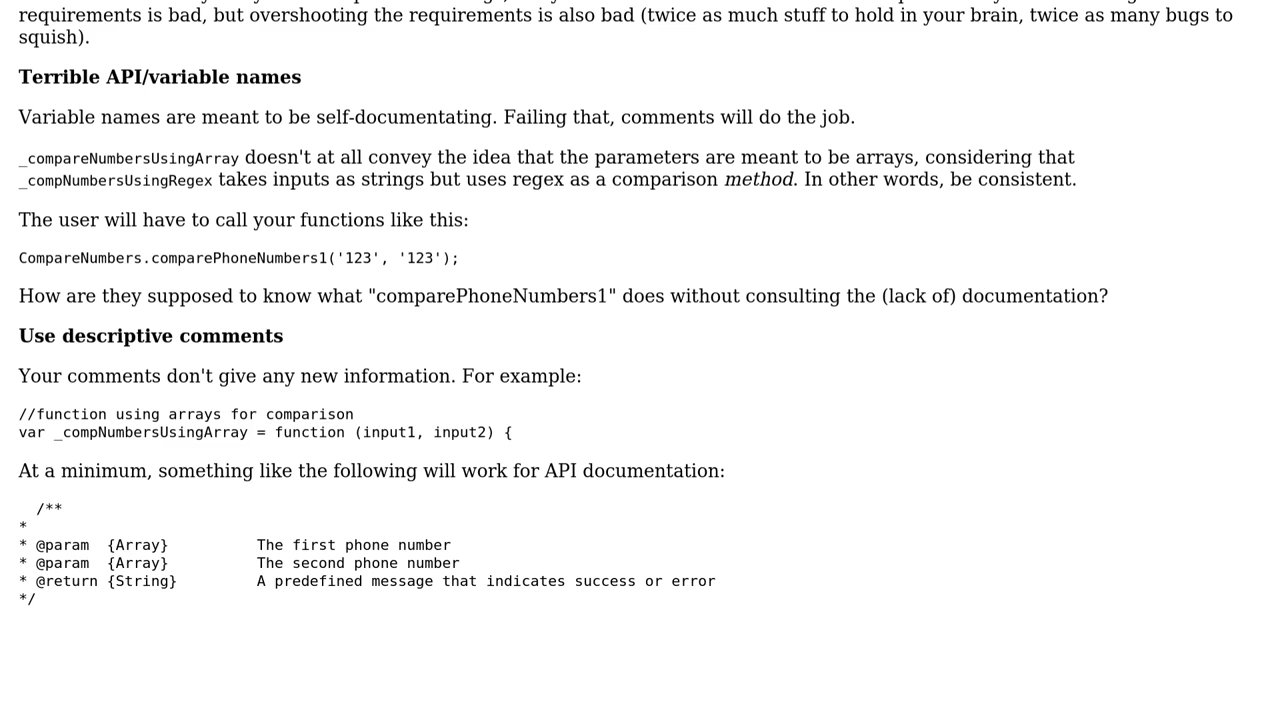 requirements is bad, but overshooting the requirements is also bad (twice as much stuff to hold in your brain, twice as many bugs to
squish).
Terrible API/variable names
Variable names are meant to be self-documentating. Failing that, comments will do the job.
_compareNumbersUsingArray doesn't at all convey the idea that the parameters are meant to be arrays, considering that
_compNumbersUsingRegex takes inputs as strings but uses regex as a comparison method. In other words, be consistent.
The user will have to call your functions like this:
CompareNumbers.comparePhoneNumbers1('123', '123');
How are they supposed to know what "comparePhoneNumbers1" does without consulting the (lack of) documentation?
Use descriptive comments
Your comments don't give any new information. For example:
//function using arrays for comparison
var _compNumbersUsingArray = function (input1, input2) {
At a minimum, something like the following will work for API documentation:
/**
*
* @param  {Array}          The first phone number
* @param  {Array}          The second phone number
* @return {String}         A predefined message that indicates success or error
*/